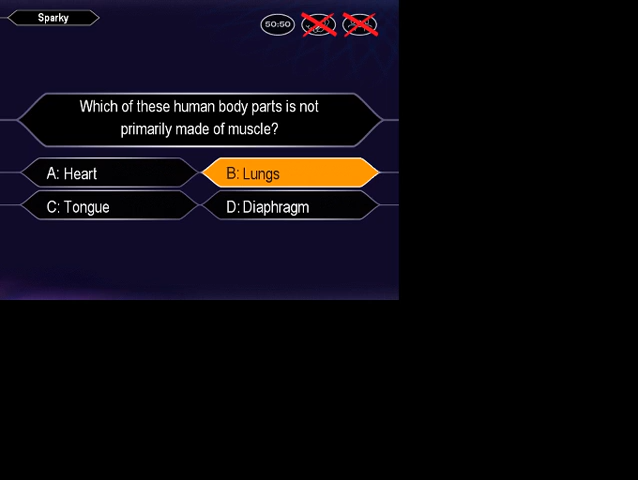 Sparky
50:50
Which of these human body parts is not
primarily made of muscle?
A: Heart
B: Lungs
C: Tongue
D: Diaphragm